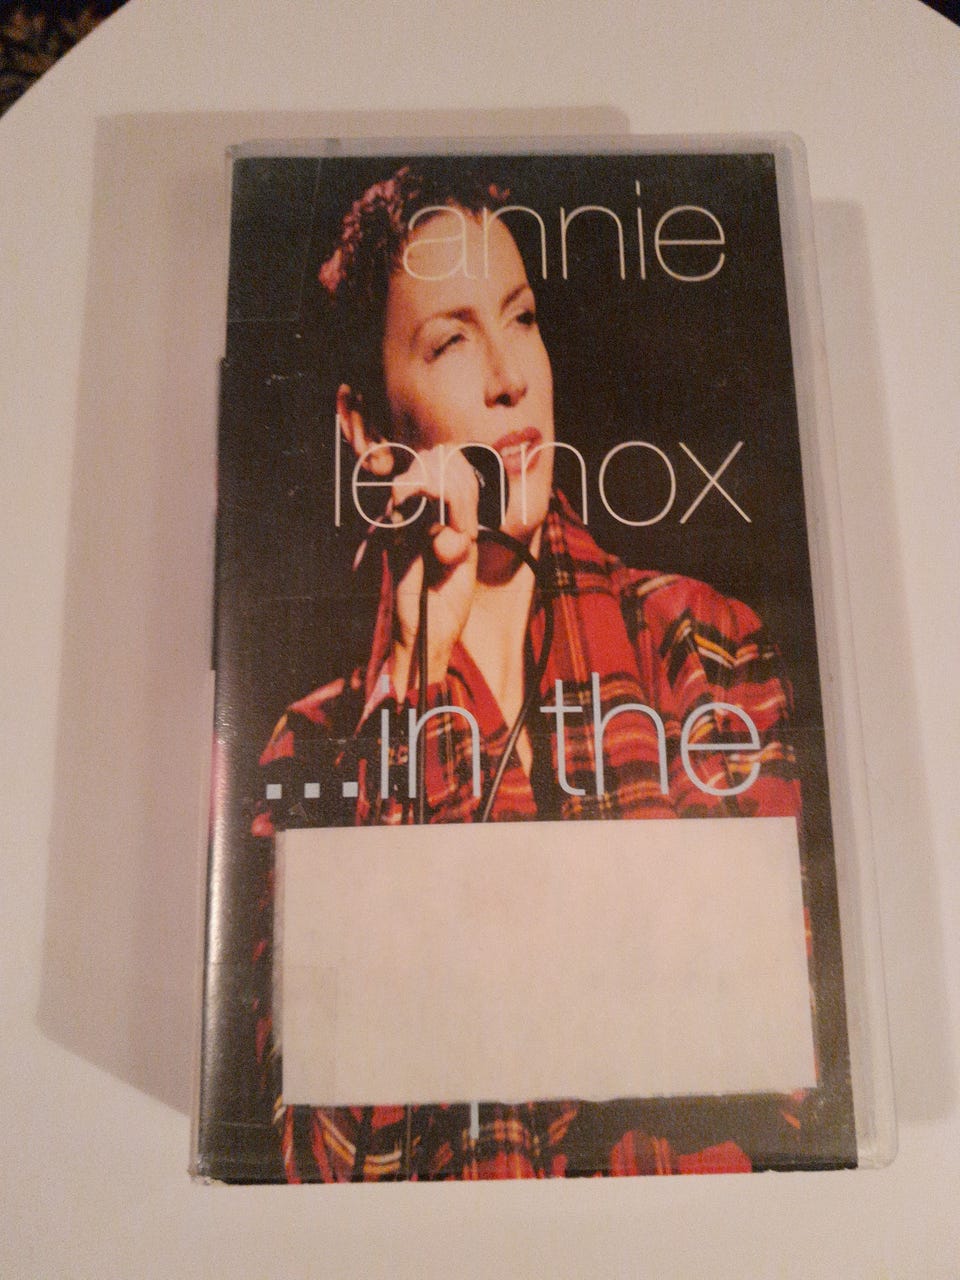 annie
lennox
...in the